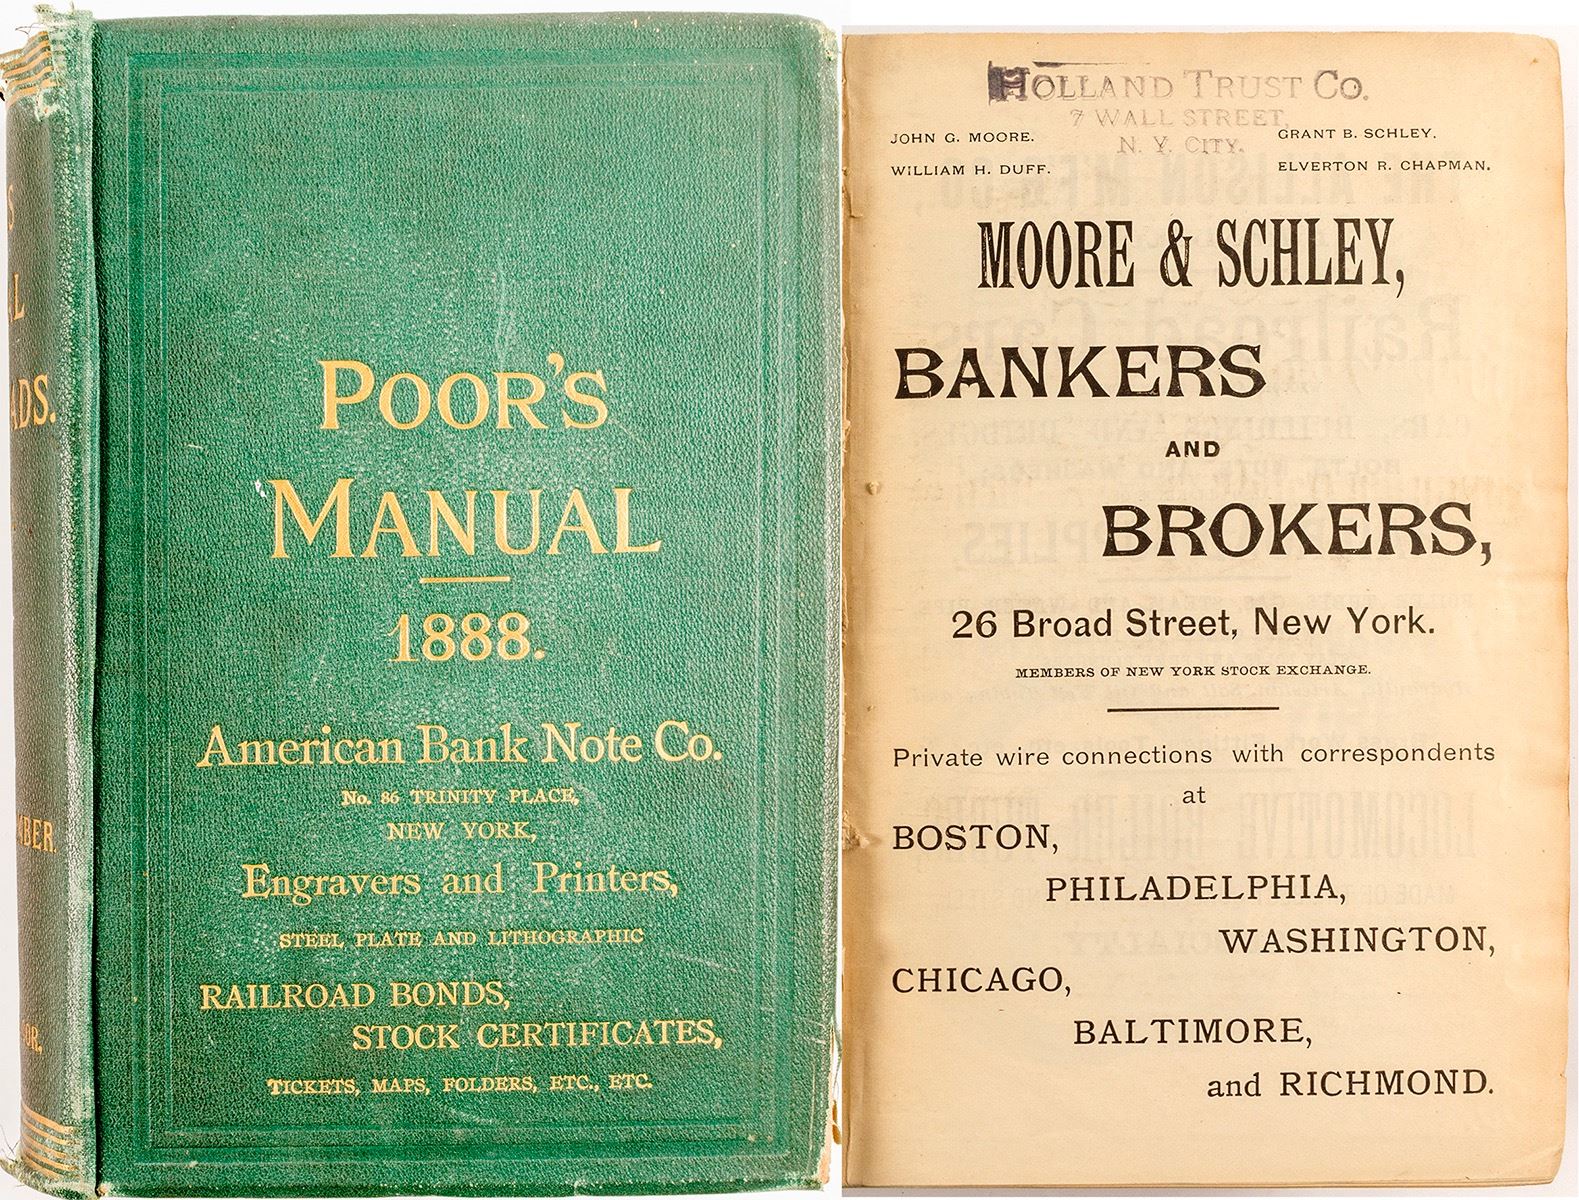 S
L
ADS.
MBER.
OR.
POOR'S
MANUAL
1888.
American Bank Note Co.
No. 86 TRINITY PLACE,
NEW YORK,
Engravers and Printers,
STEEL PLATE AND LITHOGRAPHIC
RAILROAD BONDS,
STOCK CERTIFICATES,
TICKETS, MAPS, FOLDERS, ETC., ETC.
HOLLAND TRUST CO.
7 WALL STREET,
N. Y. CITY.
JOHN G. MOORE. GRANT B. SCHLEY.
WILLIAM H. DUFF. ELVERTON R. CHAPMAN.
MOORE & SCHLEY,
BANKERS
AND
BROKERS,
26 Broad Street, New York.
MEMBERS OF NEW YORK STOCK EXCHANGE.
Private wire connections with correspondents
at
BOSTON,
PHILADELPHIA,
WASHINGTON,
CHICAGO,
BALTIMORE,
and RICHMOND.